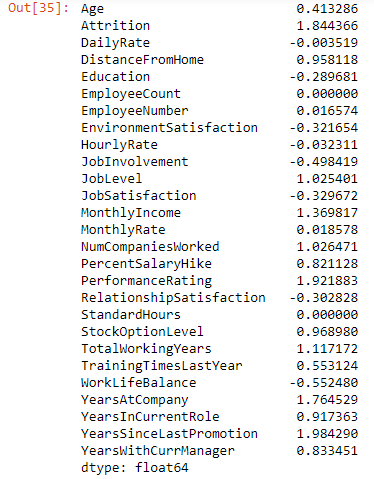 Out[35]: Age 0.413286
Attrition 1.844366
DailyRate -0.003519
DistanceFromHome 0.958118
Education -0.289681
EmployeeCount 0.000000
EmployeeNumber 0.016574
EnvironmentSatisfaction -0.321654
HourlyRate -0.032311
JobInvolvement -0.498419
JobLevel 1.025401
JobSatisfaction -0.329672
MonthlyIncome 1.369817
MonthlyRate 0.018578
NumCompaniesWorked 1.026471
PercentSalaryHike 0.821128
PerformanceRating 1.921883
RelationshipSatisfaction -0.302828
StandardHours 0.000000
StockOptionLevel 0.968980
TotalWorkingYears 1.117172
TrainingTimesLastYear 0.553124
WorkLifeBalance -0.552480
YearsAtCompany 1.764529
YearsInCurrentRole 0.917363
YearsSinceLastPromotion 1.984290
YearsWithCurrManager 0.833451
dtype: float64